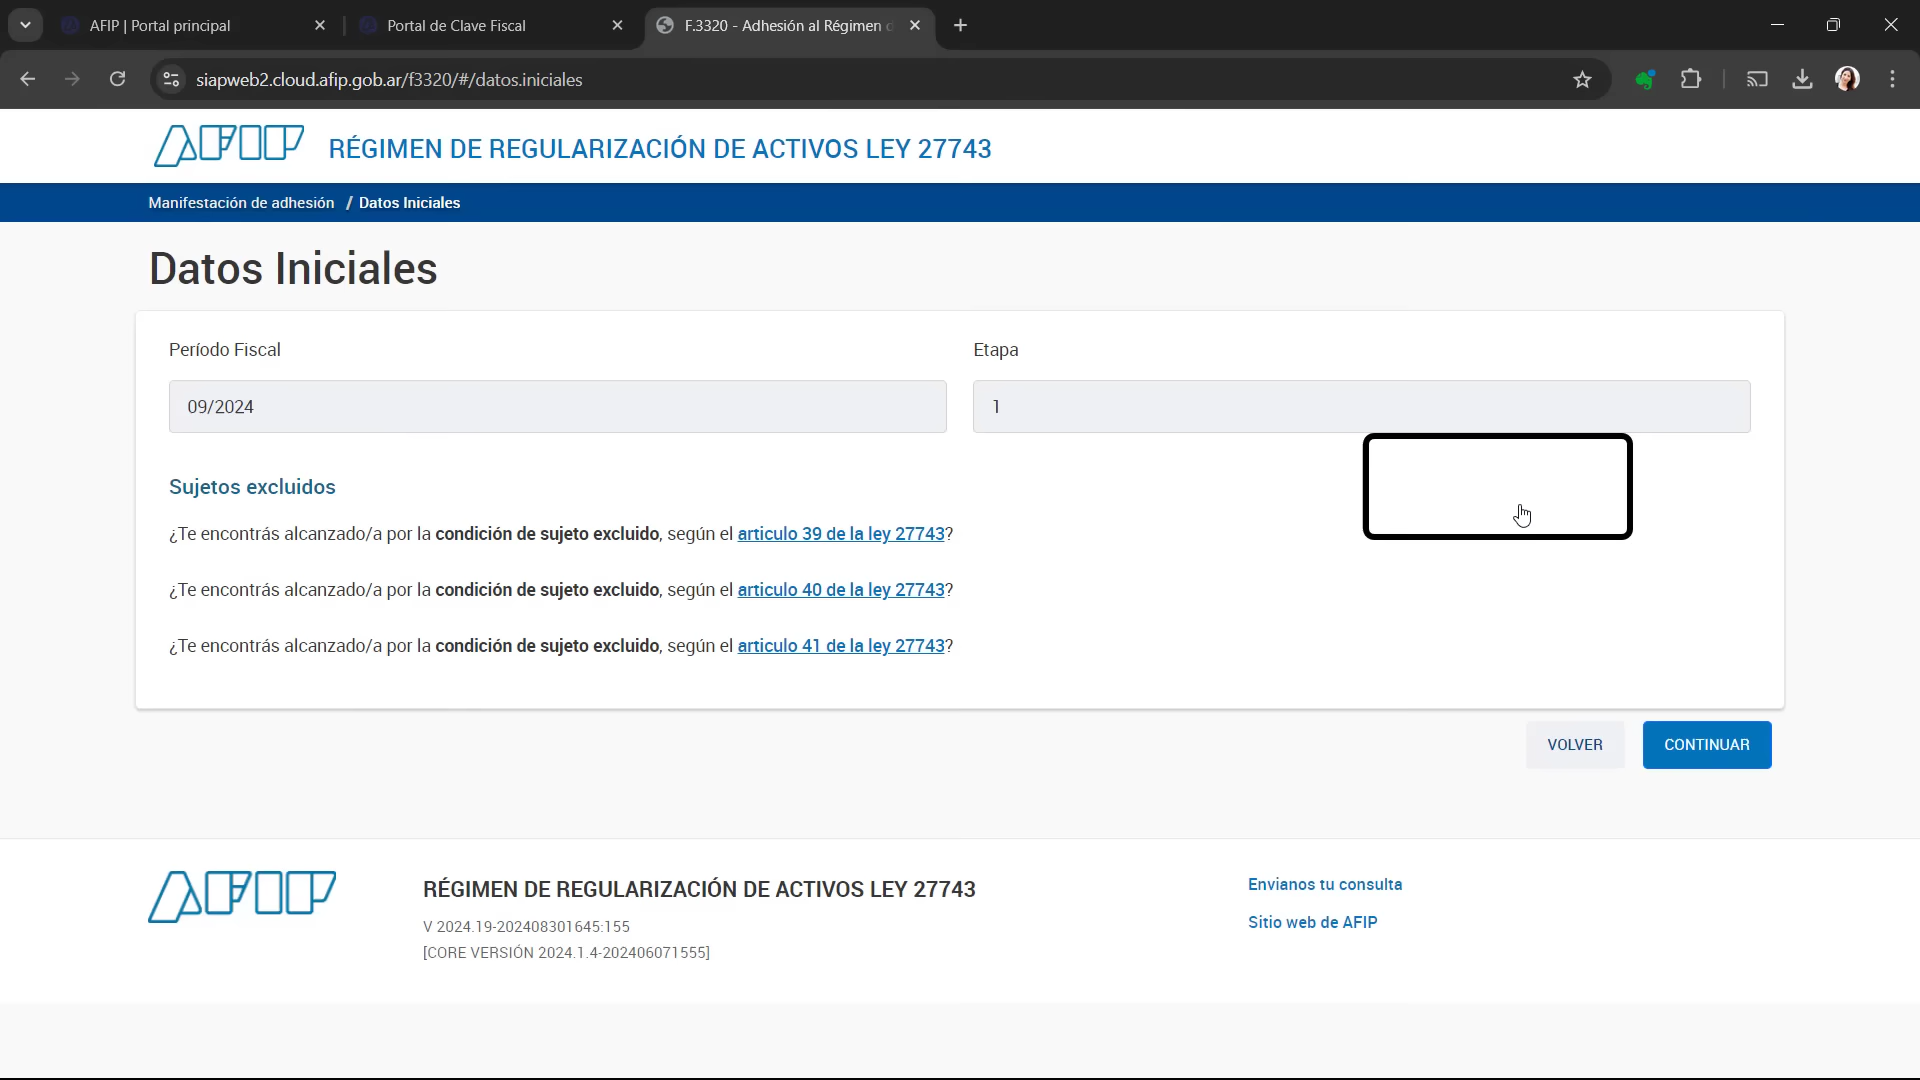 AFIP | Portal principal
Portal de Clave Fiscal
F.3320 - Adhesión al Régimen d
siapweb2.cloud.afip.gob.ar/f3320/#/datos.iniciales
AFIP
RÉGIMEN DE REGULARIZACIÓN DE ACTIVOS LEY 27743
Manifestación de adhesión / Datos Iniciales
Datos Iniciales
Período Fiscal
Etapa
09/2024
1
Sujetos excluidos
¿Te encontrás alcanzado/a por la condición de sujeto excluido, según el articulo 39 de la ley 27743?
¿Te encontrás alcanzado/a por la condición de sujeto excluido, según el articulo 40 de la ley 27743?
¿Te encontrás alcanzado/a por la condición de sujeto excluido, según el articulo 41 de la ley 27743?
VOLVER
CONTINUAR
AFIP
RÉGIMEN DE REGULARIZACIÓN DE ACTIVOS LEY 27743
V 2024.19-202408301645:155
[CORE VERSIÓN 2024.1.4-202406071555]
Envianos tu consulta
Sitio web de AFIP